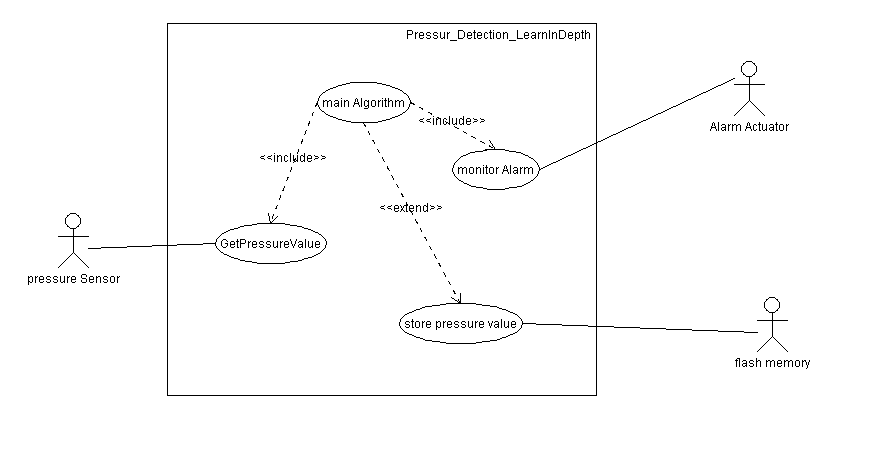 Pressur_Detection_LearnInDepth
main Algorithm
<<include>>
Alarm Actuator
<<include>>
monitor Alarm
<<extend>>
GetPressureValue
pressure Sensor
store pressure value
flash memory